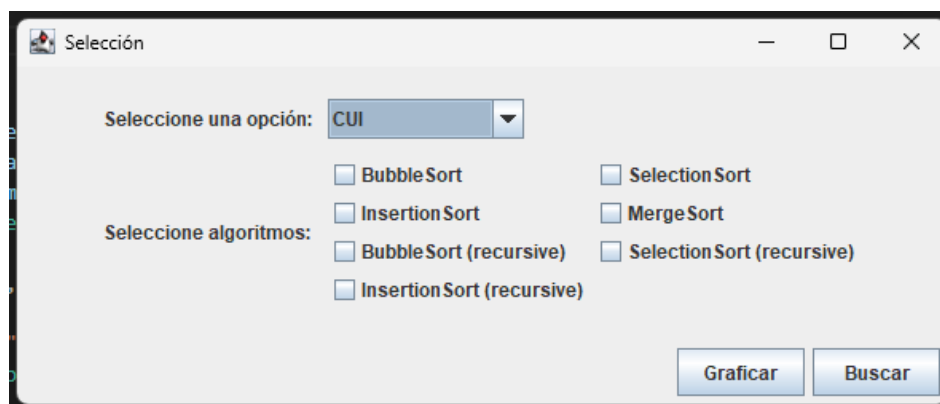 Selección
Seleccione una opción: CUI
BubbleSort SelectionSort
InsertionSort MergeSort
Seleccione algoritmos:
BubbleSort (recursive) SelectionSort (recursive)
InsertionSort (recursive)
Graficar Buscar